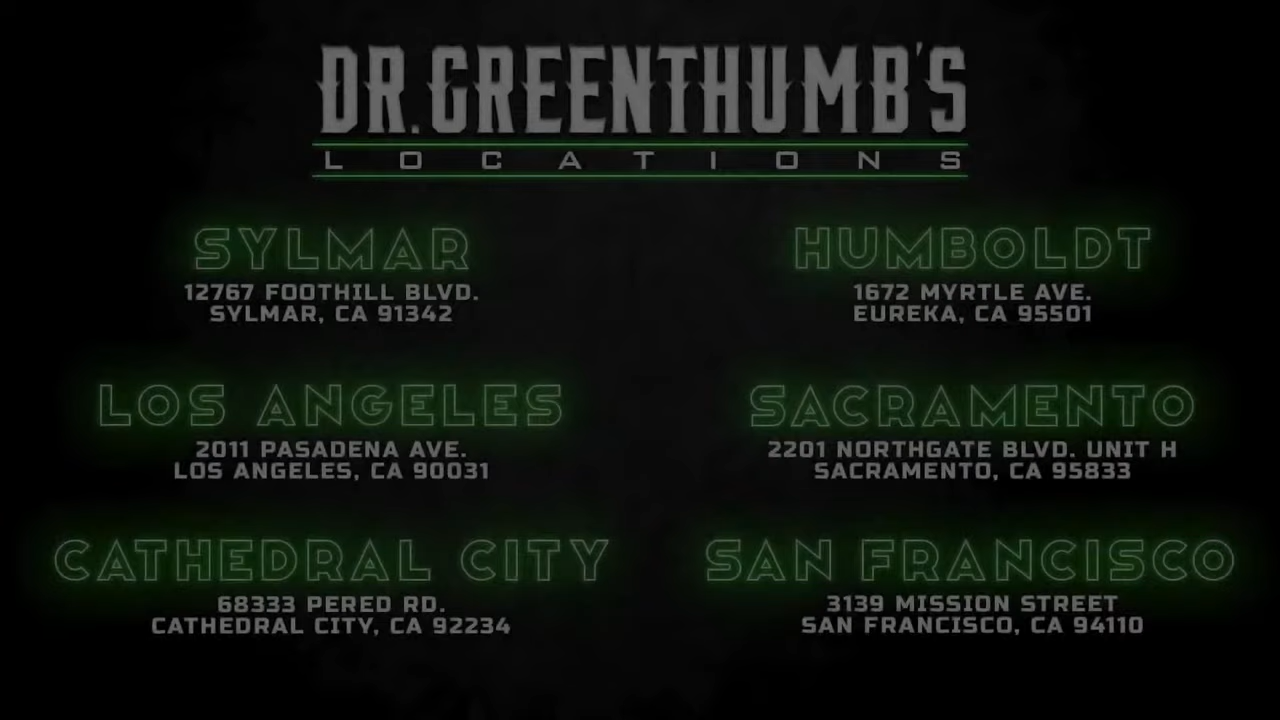 DR. GREENTHUMB'S
LOCATIONS
SYLMAR
12767 FOOTHILL BLVD.
SYLMAR, CA 91342
LOS ANGELES
2011 PASADENA AVE.
LOS ANGELES, CA 90031
CATHEDRAL CITY
68333 PERED RD.
CATHEDRAL CITY, CA 92234
HUMBOLDT
1672 MYRTLE AVE.
EUREKA, CA 95501
SACRAMENTO
2201 NORTHGATE BLVD. UNIT H
SACRAMENTO, CA 95833
SAN FRANCISCO
3139 MISSION STREET
SAN FRANCISCO, CA 94110